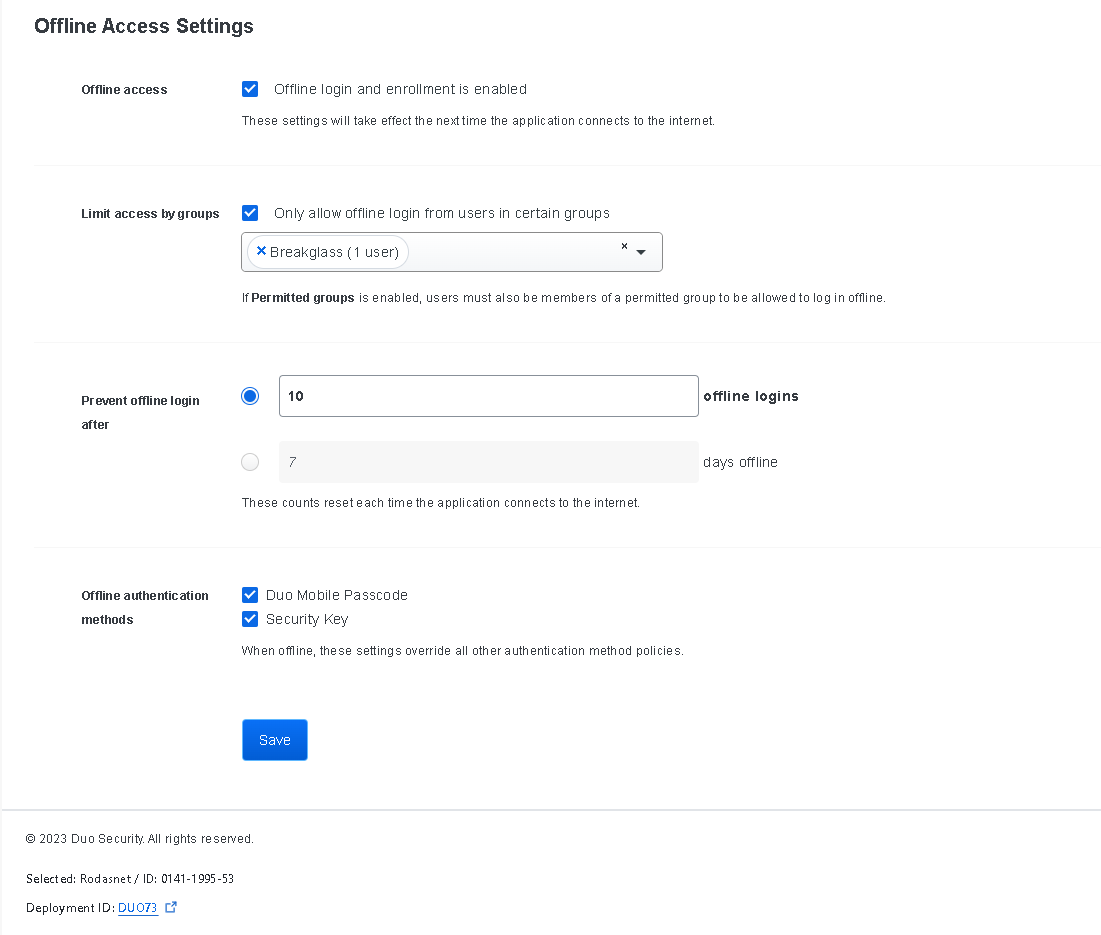 Offline Access Settings
Offline access
Offline login and enrollment is enabled
These settings will take effect the next time the application connects to the internet.
Limit access by groups
Only allow offline login from users in certain groups
× Breakglass (1 user) ×
If Permitted groups is enabled, users must also be members of a permitted group to be allowed to log in offline.
Prevent offline login
after
10 offline logins
7 days offline
These counts reset each time the application connects to the internet.
Offline authentication
methods
Duo Mobile Passcode
Security Key
When offline, these settings override all other authentication method policies.
Save
© 2023 Duo Security. All rights reserved.
Selected: Rodasnet / ID: 0141-1995-53
Deployment ID: DUO73